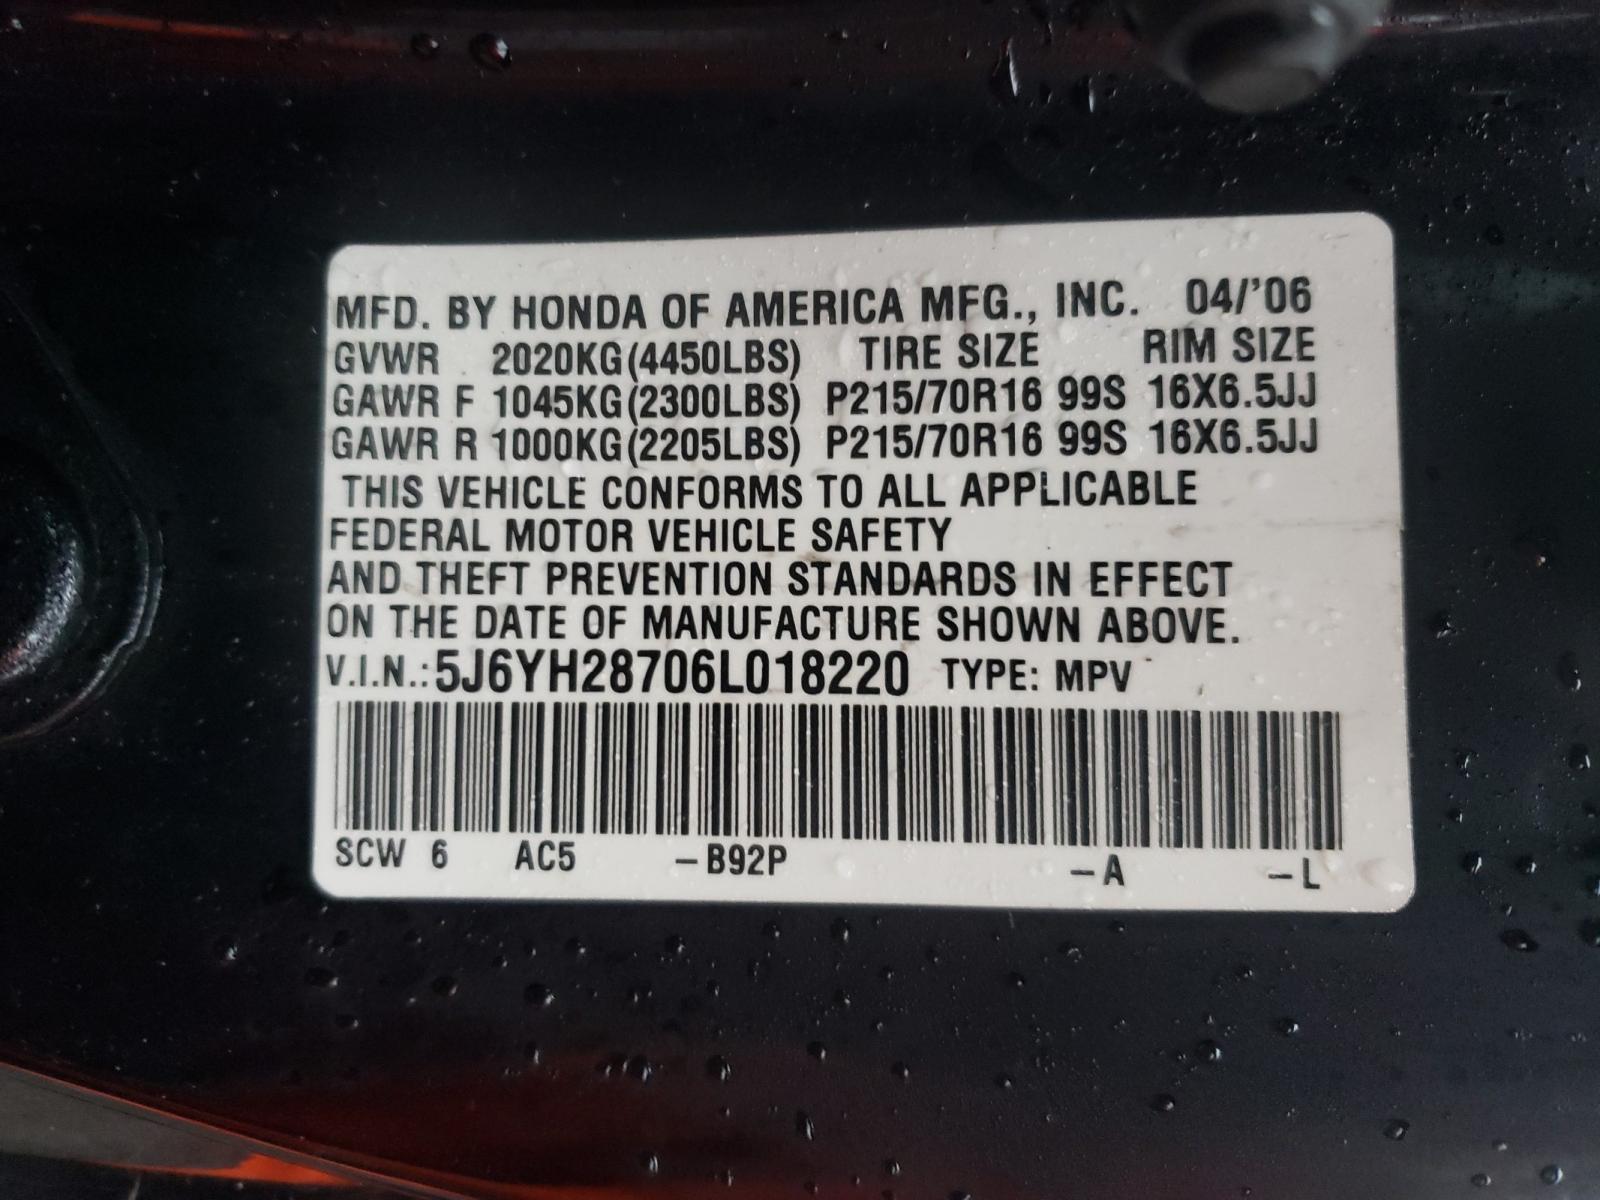 MFD. BY HONDA OF AMERICA MFG., INC. 04/'06
GVWR 2020KG(4450LBS) TIRE SIZE RIM SIZE
GAWR F 1045KG(2300LBS) P215/70R16 99S 16X6.5JJ
GAWR R 1000KG(2205LBS) P215/70R16 99S 16X6.5JJ
THIS VEHICLE CONFORMS TO ALL APPLICABLE
FEDERAL MOTOR VEHICLE SAFETY
AND THEFT PREVENTION STANDARDS IN EFFECT
ON THE DATE OF MANUFACTURE SHOWN ABOVE.
V.I.N.:5J6YH28706L018220 TYPE: MPV
SCW 6 AC5 -B92P -A -L